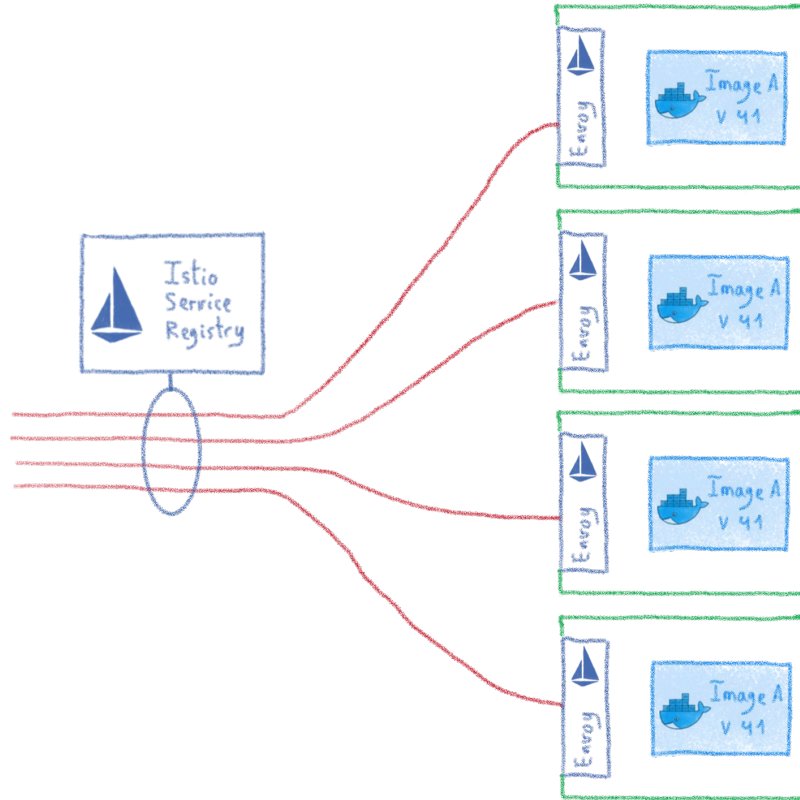 Envoy
Image A
v 41
Istio
Service
Registry
Envoy
Image A
v 41
Envoy
Image A
v 41
Envoy
Image A
v 41